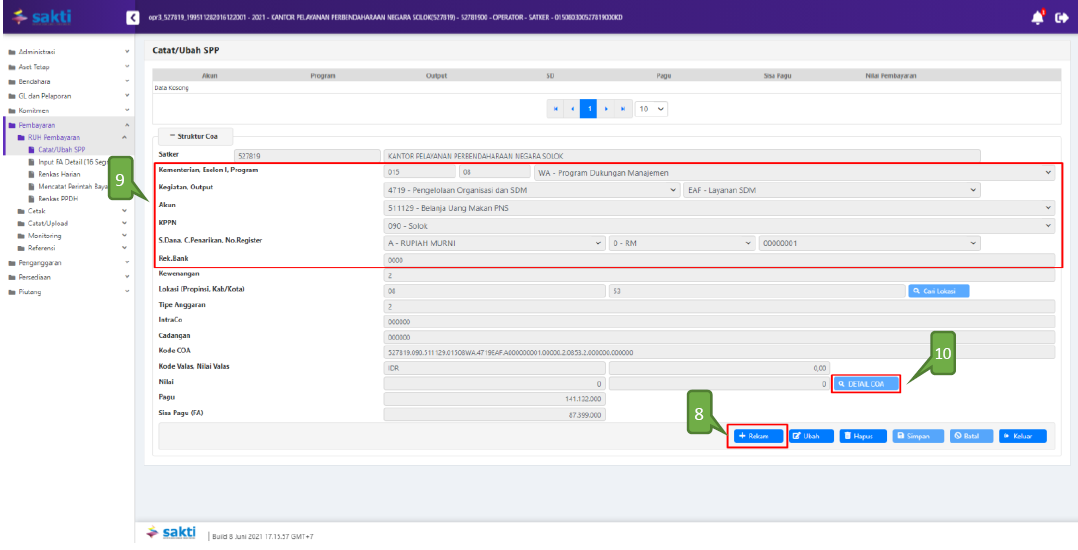 sakti
opr3_527819_199511282016122001 - 2021 - KANTOR PELAYANAN PERBENDAHARAAN NEGARA SOLOK(527819) - 52781900 - OPERATOR - SATKER - 015080300527819000KD
Administrasi
Aset Tetap
Bendahara
GL dan Pelaporan
Komitmen
Pembayaran
RUH Pembayaran
Catat/Ubah SPP
Input FA Detail (16 Segm
Renkas Harian
Mencatat Perintah Baya
Renkas PPDH
Cetak
Catat/Upload
Monitoring
Referensi
Penganggaran
Persediaan
Piutang
Catat/Ubah SPP
Akun Program Output SD Pagu Sisa Pagu Nilai Pembayaran
Data Kosong
1 10
Struktur Coa
Satker 527819 KANTOR PELAYANAN PERBENDAHARAAN NEGARA SOLOK
9
Kementerian, Eselon I, Program 015 08 WA - Program Dukungan Manajemen
Kegiatan, Output 4719 - Pengelolaan Organisasi dan SDM EAF - Layanan SDM
Akun 511129 - Belanja Uang Makan PNS
KPPN 090 - Solok
S.Dana, C.Penarikan, No.Register A - RUPIAH MURNI 0 - RM 00000001
Rek.Bank 0000
Kewenangan 2
Lokasi (Propinsi, Kab/Kota) 08 53 Cari Lokasi
Tipe Anggaran 2
IntraCo 000000
Cadangan 000000
Kode COA 527819.090.511129.01508WA.4719EAF.A000000001.00000.2.0853.2.000000.000000
Kode Valas, Nilai Valas IDR 0,00
Nilai 0 0 DETAIL COA
10
Pagu 141.132.000
Sisa Pagu (FA) 87.399.000
8
Rekam Ubah Hapus Simpan Batal Keluar
sakti
Build 8 Juni 2021 17.15.57 GMT+7